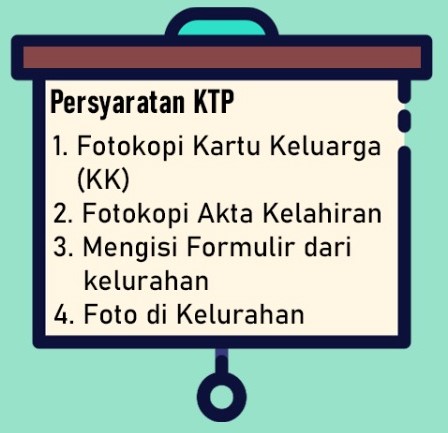 Persyaratan KTP
1. Fotokopi Kartu Keluarga
(KK)
2. Fotokopi Akta Kelahiran
3. Mengisi Formulir dari
kelurahan
4. Foto di Kelurahan